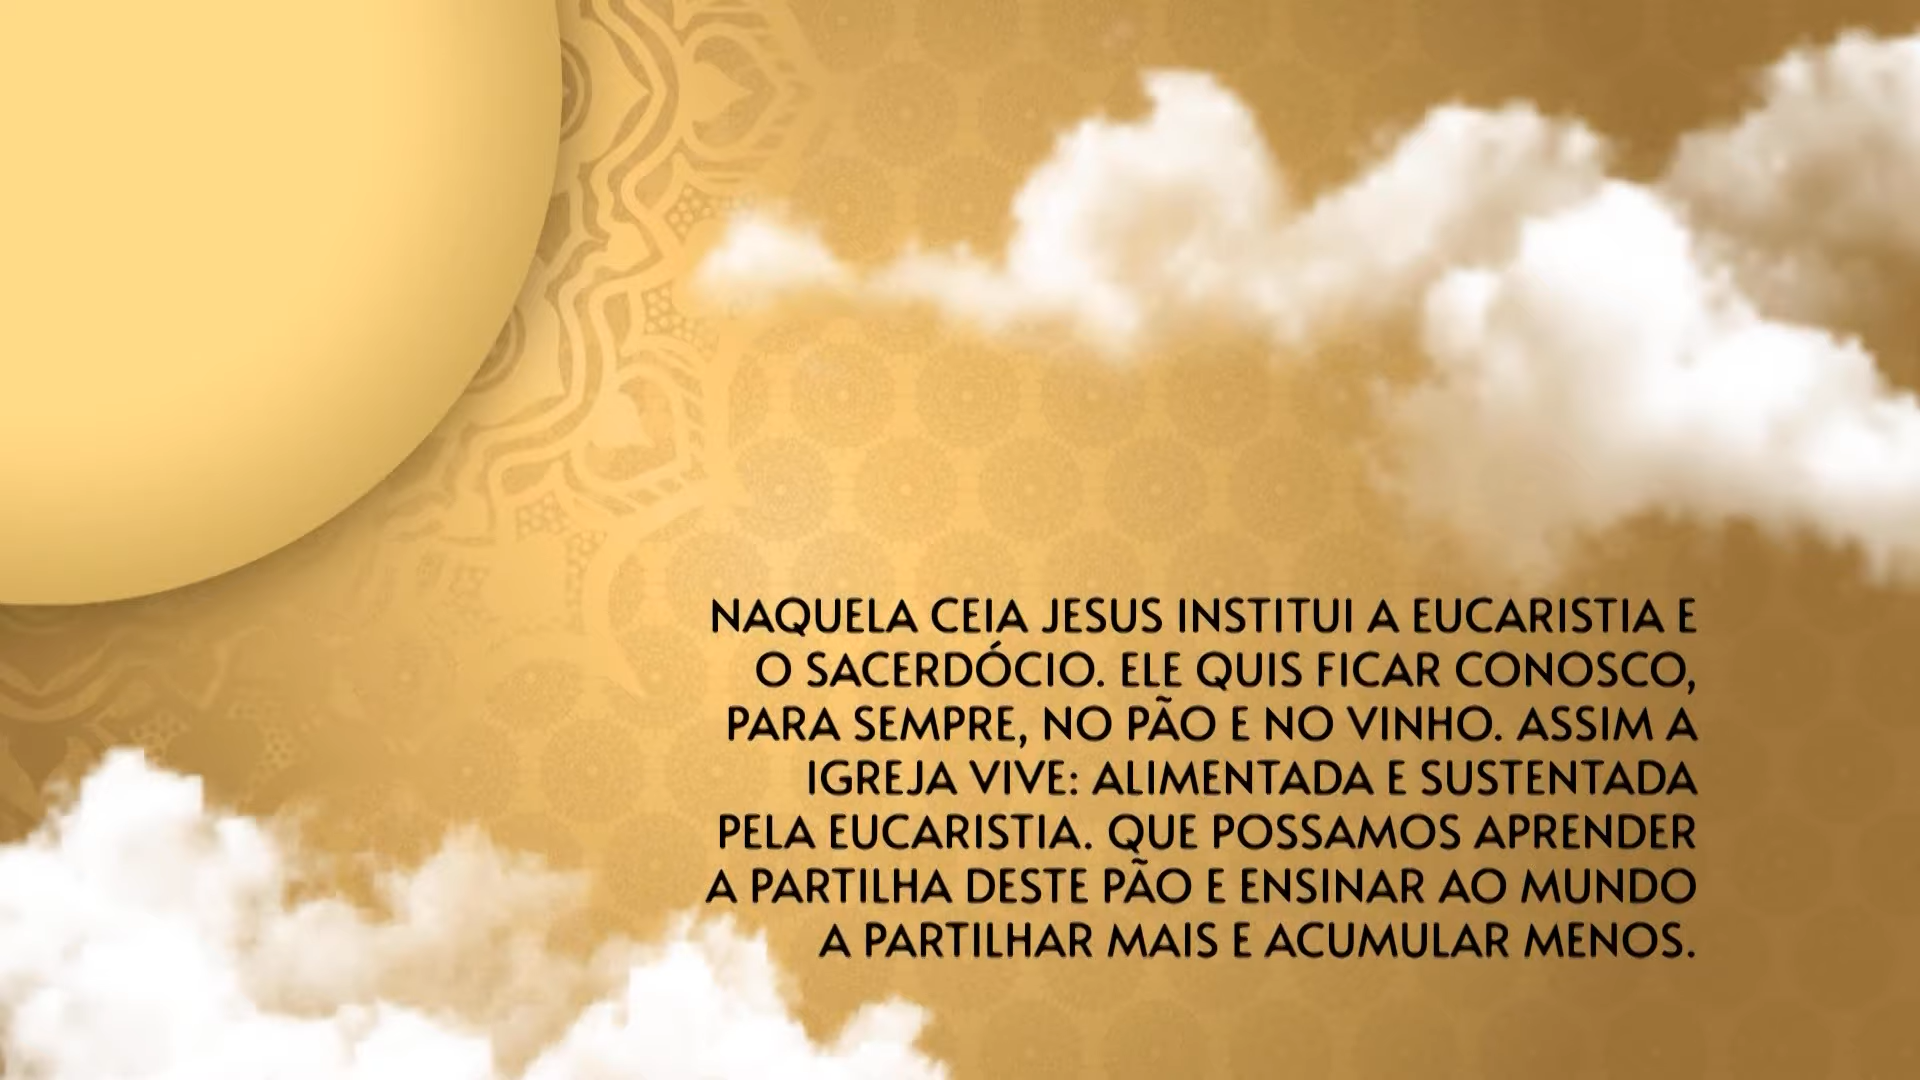 NAQUELA CEIA JESUS INSTITUI A EUCARISTIA E
O SACERDÓCIO. ELE QUIS FICAR CONOSCO,
PARA SEMPRE, NO PÃO E NO VINHO. ASSIM A
IGREJA VIVE: ALIMENTADA E SUSTENTADA
PELA EUCARISTIA. QUE POSSAMOS APRENDER
A PARTILHA DESTE PÃO E ENSINAR AO MUNDO
A PARTILHAR MAIS E ACUMULAR MENOS.